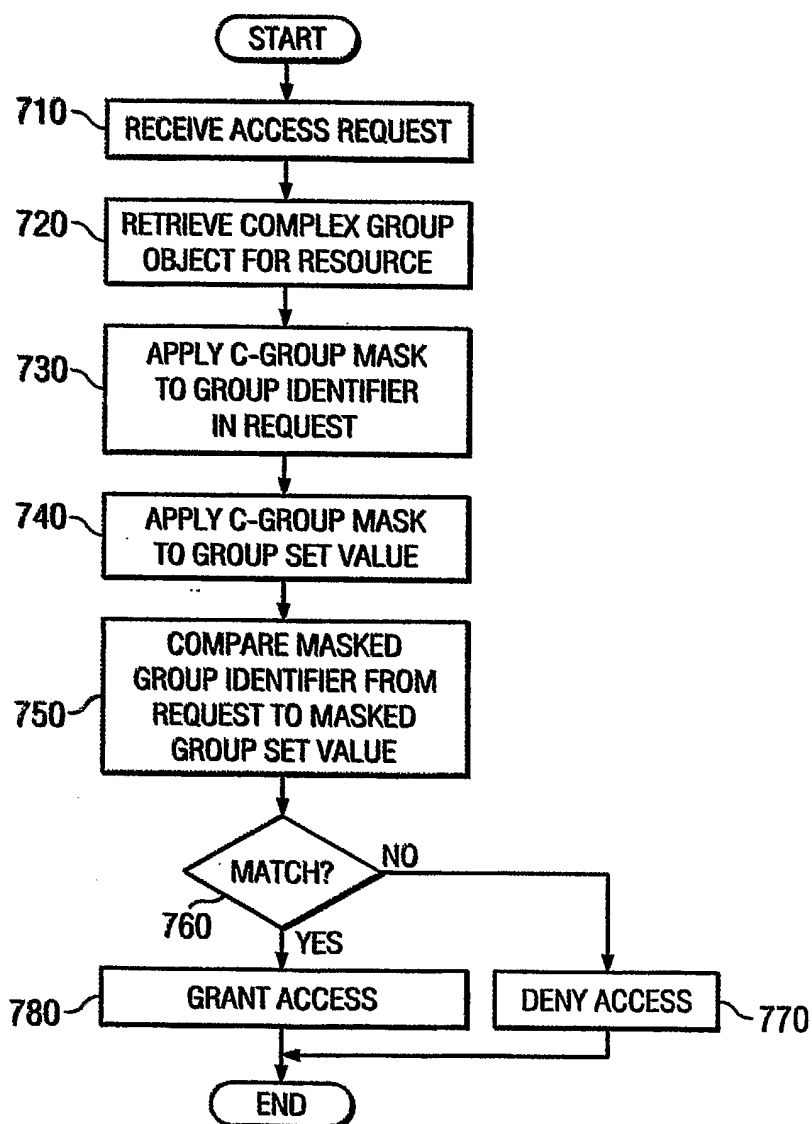 START
710
RECEIVE ACCESS REQUEST
720
RETRIEVE COMPLEX GROUP
OBJECT FOR RESOURCE
730
APPLY C-GROUP MASK
TO GROUP IDENTIFIER
IN REQUEST
740
APPLY C-GROUP MASK
TO GROUP SET VALUE
750
COMPARE MASKED
GROUP IDENTIFIER FROM
REQUEST TO MASKED
GROUP SET VALUE
MATCH?
NO
760
YES
780
GRANT ACCESS
DENY ACCESS
770
END